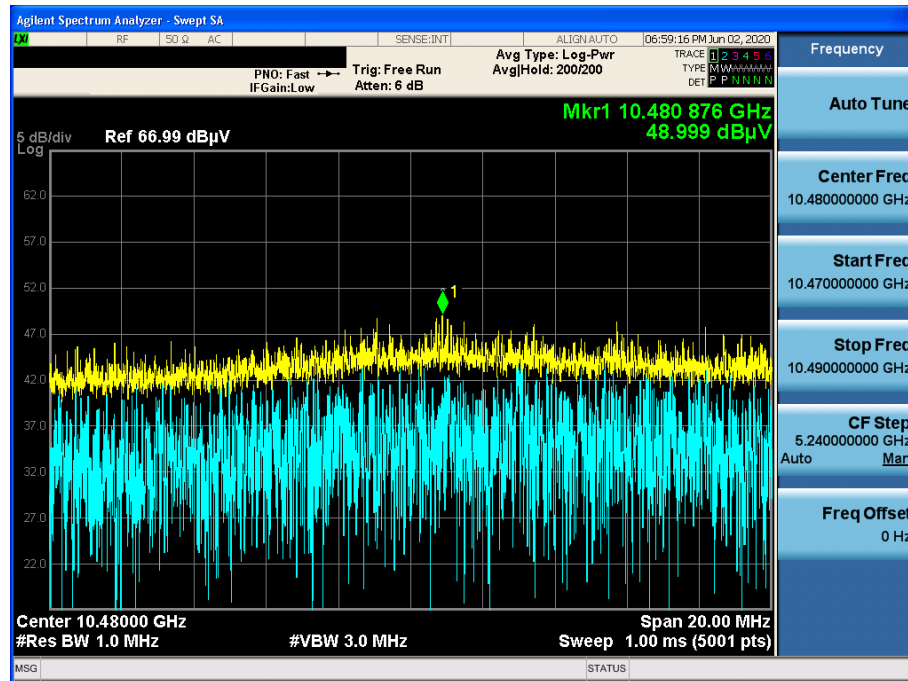 Agilent Spectrum Analyzer - Swept SA
LXI RF 50 Ω AC SENSE:INT ALIGN AUTO 06:59:16 PM Jun 02, 2020
Frequency
Avg Type: Log-Pwr
TRACE 1 2 3 4 5 6
PNO: Fast Trig: Free Run Avg|Hold: 200/200
TYPE M W W W W W
IFGain:Low Atten: 6 dB
DET P P N N N N
Auto Tune
Mkr1 10.480 876 GHz
48.999 dBµV
5 dB/div Ref 66.99 dBµV
Log
Center Freq
10.480000000 GHz
62.0
57.0
Start Freq
10.470000000 GHz
52.0
1
47.0
Stop Freq
10.490000000 GHz
42.0
37.0
CF Step
5.240000000 GHz
Auto Man
32.0
27.0
Freq Offset
0 Hz
22.0
Center 10.48000 GHz Span 20.00 MHz
#Res BW 1.0 MHz #VBW 3.0 MHz Sweep 1.00 ms (5001 pts)
MSG STATUS